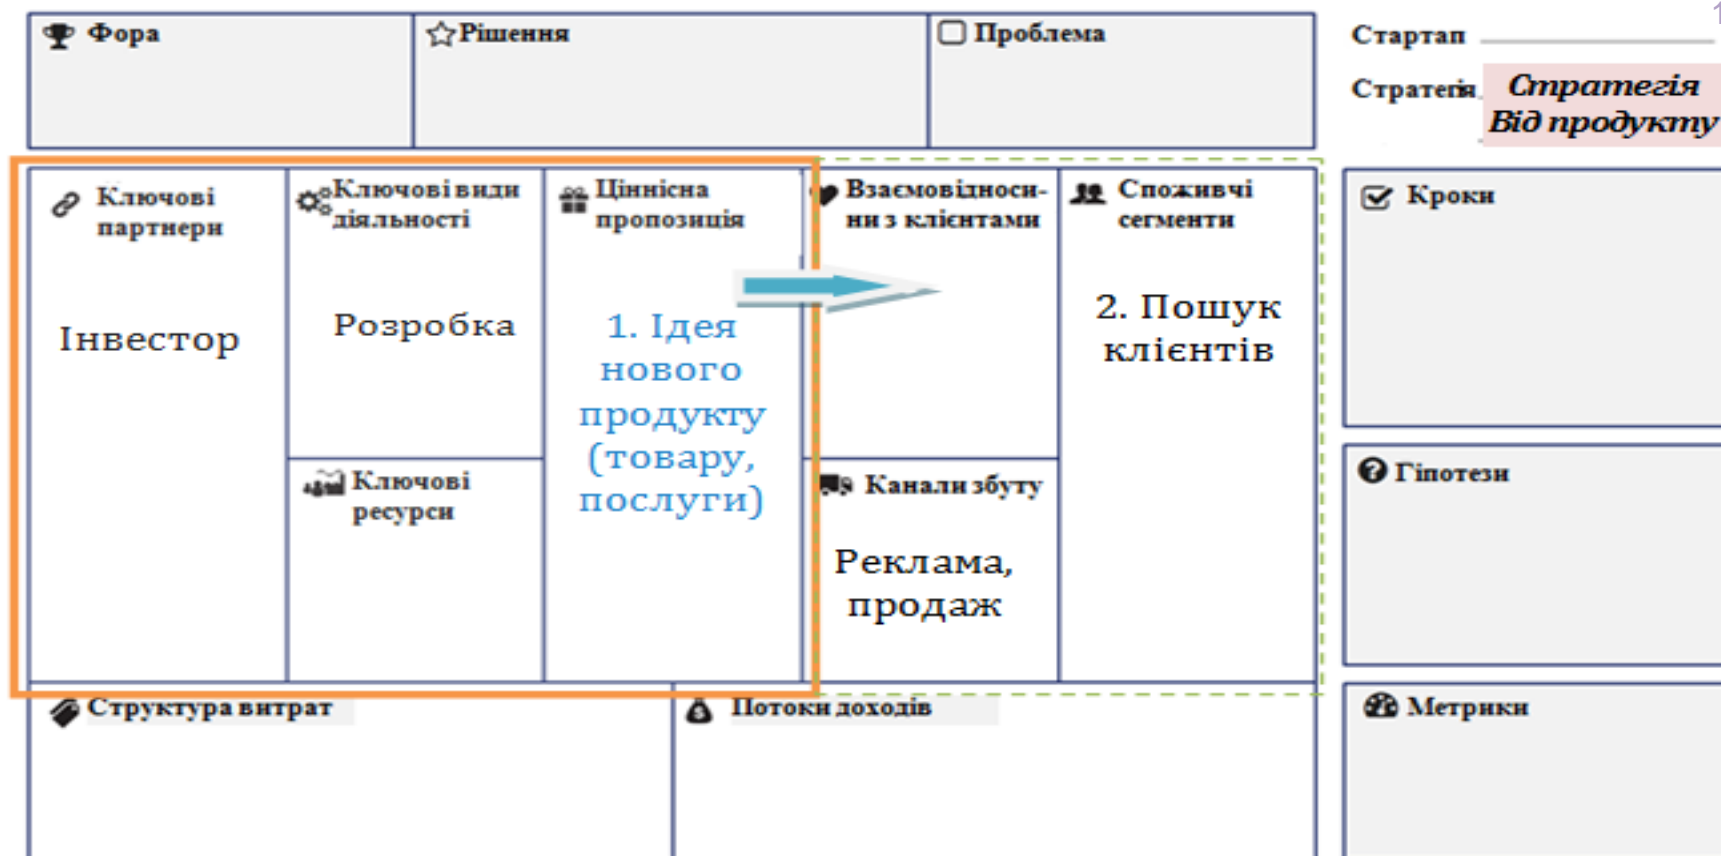 1
Фора
Рішення
Проблема
Стартап
Стратегія
Стратегія
Від продукту
Ключові
партнери
Інвестор
Ключові види
діяльності
Розробка
Ключові
ресурси
Ціннісна
пропозиція
1. Ідея
нового
продукту
(товару,
послуги)
Взаємовідноси-
ни з клієнтами
Канали збуту
Реклама,
продаж
Споживчі
сегменти
2. Пошук
клієнтів
Кроки
Гіпотези
Метрики
Структура витрат
Потоки доходів